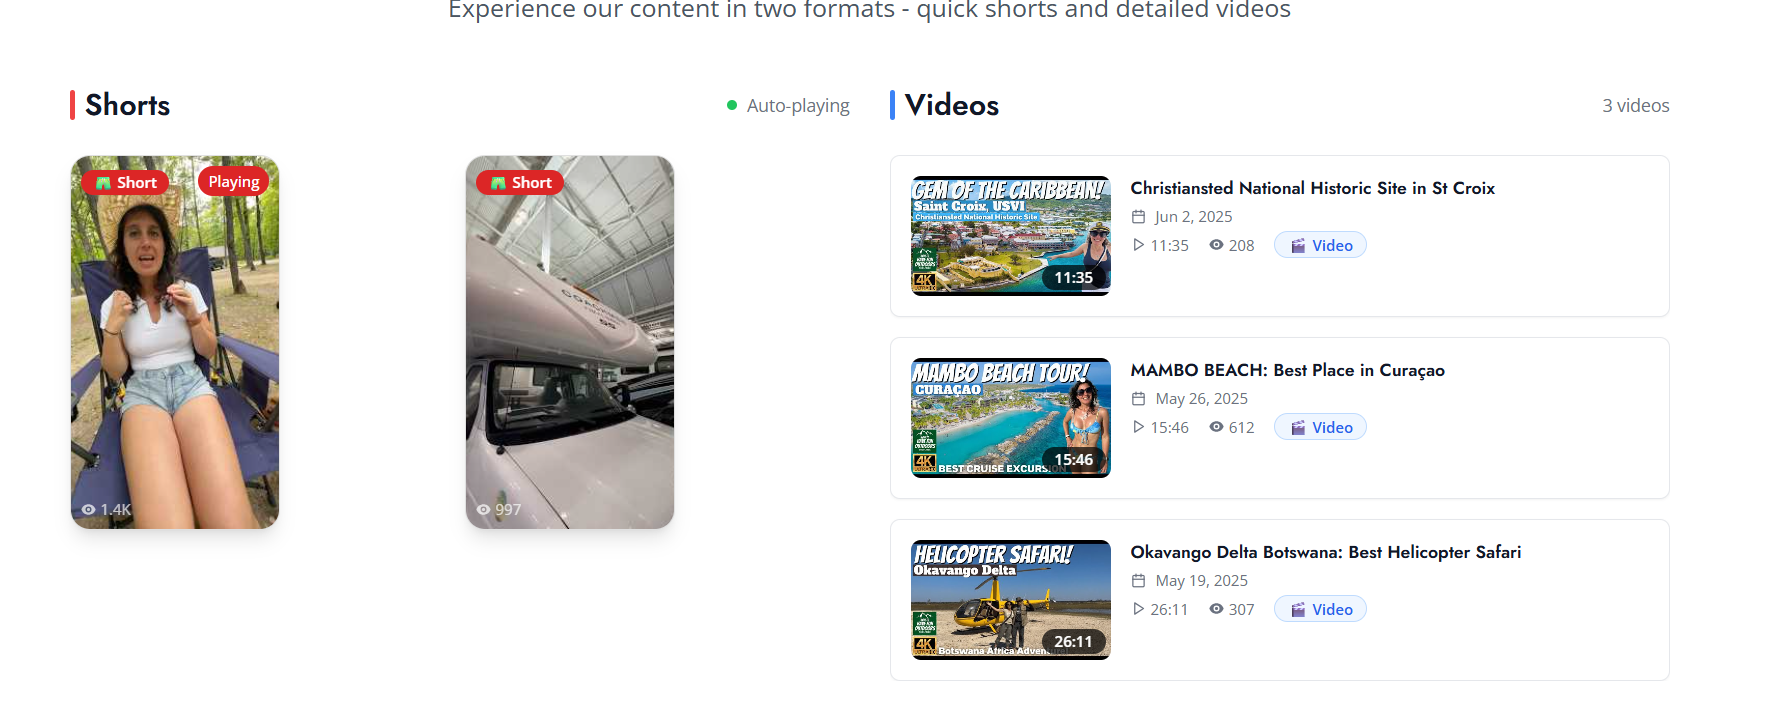 Experience our content in two formats - quick shorts and detailed videos
Shorts
Auto-playing
Short
Playing
1.4K
Short
997
Videos
3 videos
GEM OF THE CARIBBEAN!
Saint Croix, USVI
Christiansted National Historic Site
4K
11:35
Christiansted National Historic Site in St Croix
Jun 2, 2025
11:35
208
Video
MAMBO BEACH TOUR!
CURAÇAO
4K
BEST CRUISE EXCURSION
15:46
MAMBO BEACH: Best Place in Curaçao
May 26, 2025
15:46
612
Video
HELICOPTER SAFARI!
Okavango Delta
4K
Botswana Africa
26:11
Okavango Delta Botswana: Best Helicopter Safari
May 19, 2025
26:11
307
Video